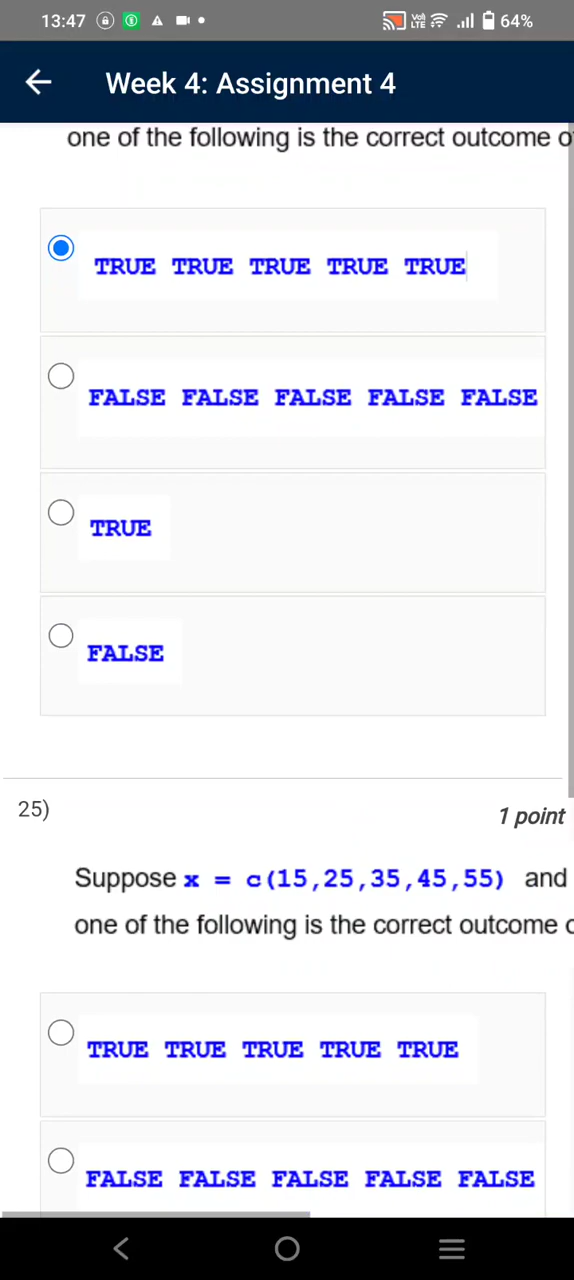 13:47 64%
Week 4: Assignment 4
one of the following is the correct outcome o
TRUE TRUE TRUE TRUE TRUE
FALSE FALSE FALSE FALSE FALSE
TRUE
FALSE
25)
1 point
Suppose x = c(15,25,35,45,55) and
one of the following is the correct outcome
TRUE TRUE TRUE TRUE TRUE
FALSE FALSE FALSE FALSE FALSE